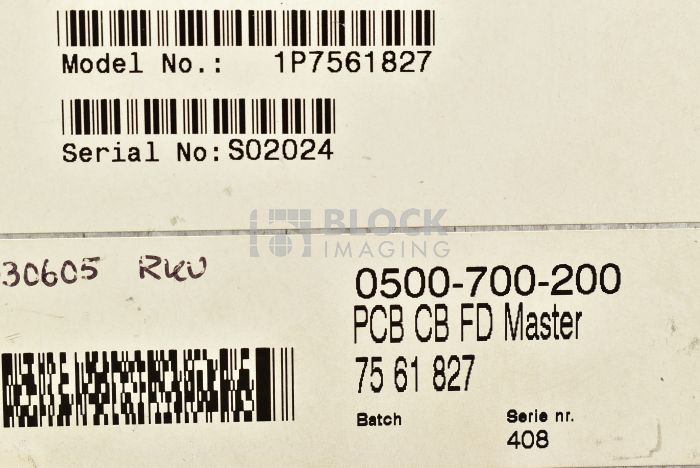 Model No.: 1P7561827
Serial No: S02024
BLOCK
IMAGING
30605 RKU
0500-700-200
PCB CB FD Master
75 61 827
Batch
Serie nr.
408